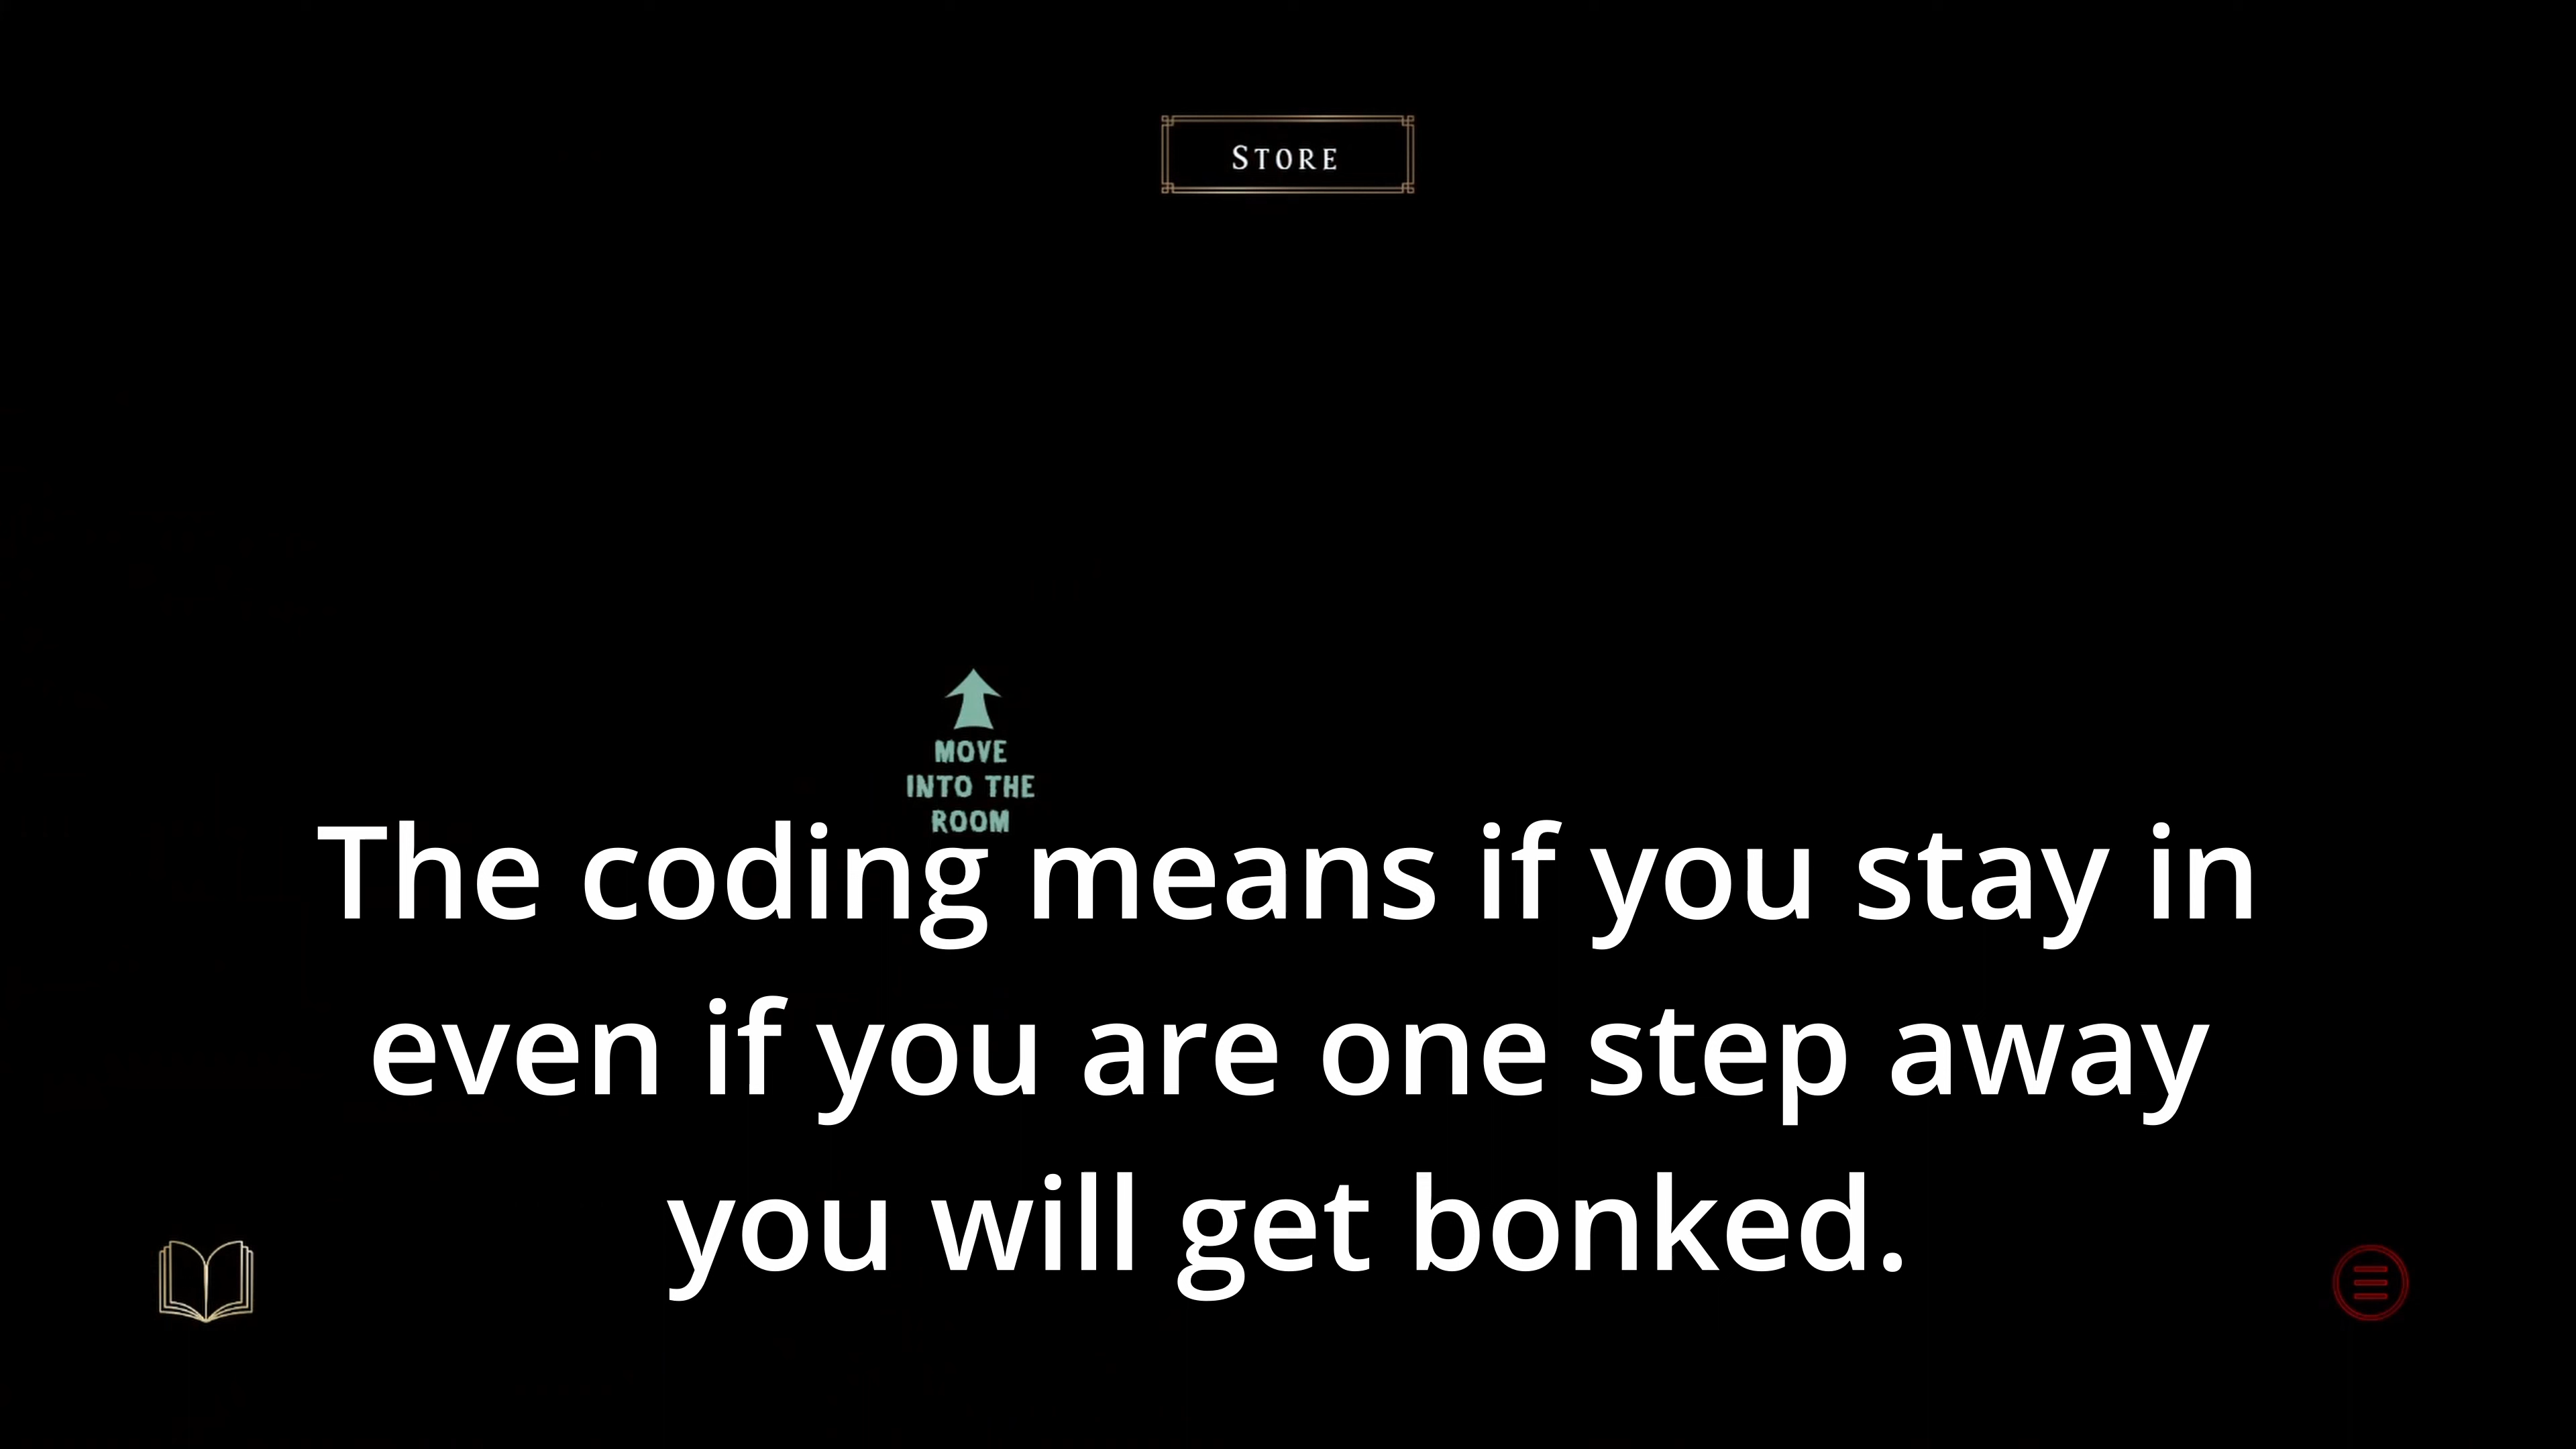 STORE
MOVE
INTO THE
ROOM
The coding means if you stay in
even if you are one step away
you will get bonked.